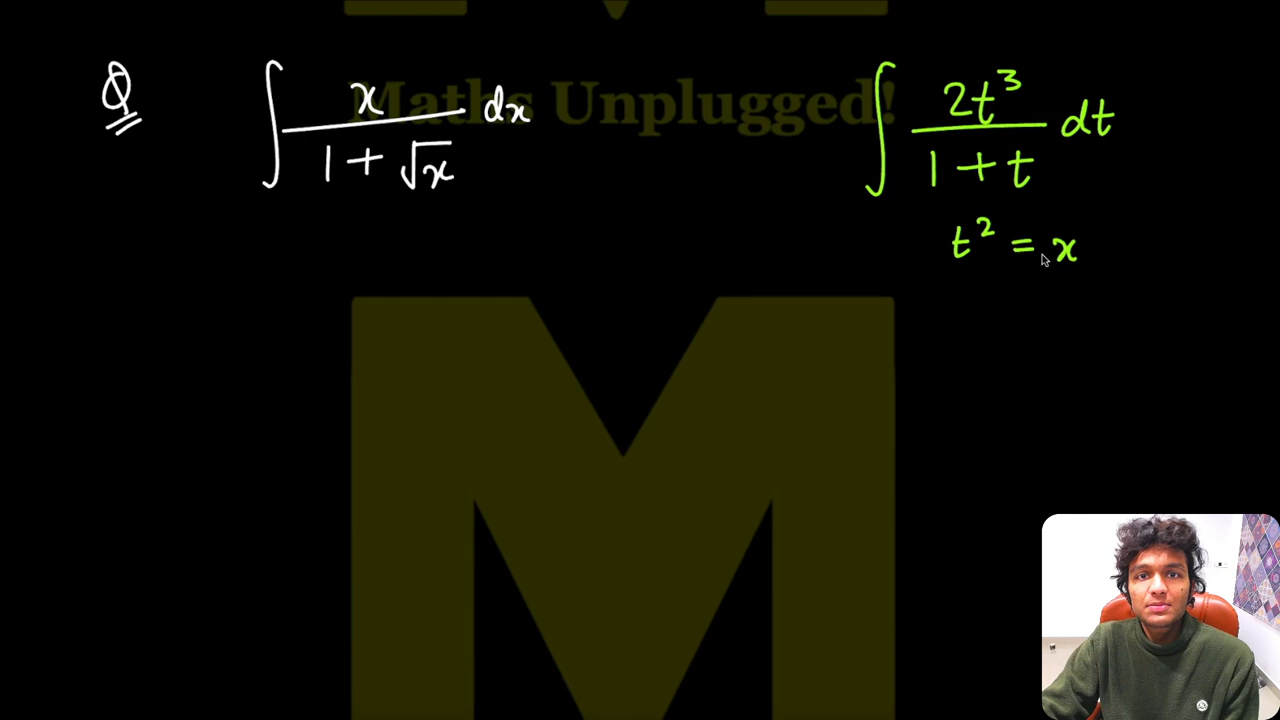 Maths Unplugged!
Q ∫ x / (1 + √x) dx
∫ 2t³ / (1 + t) dt
t² = x